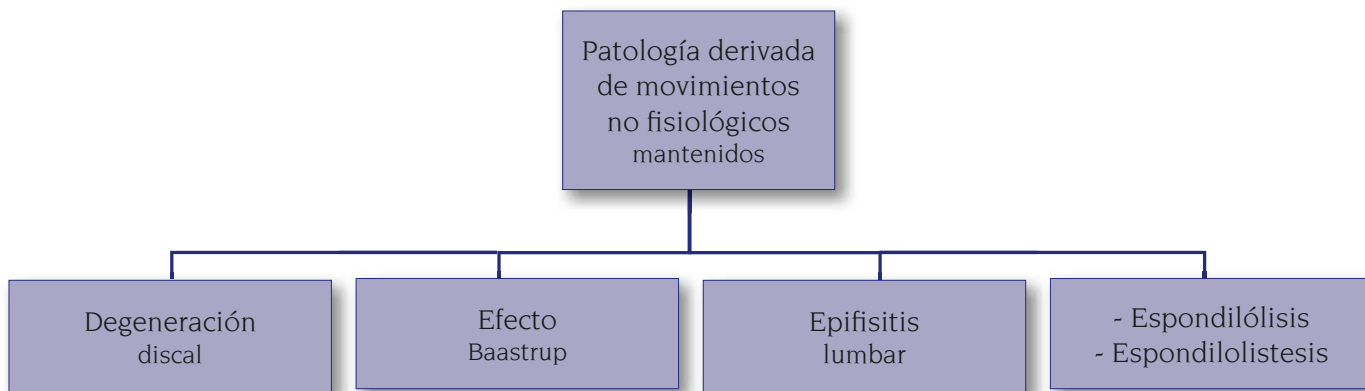 Patología derivada
de movimientos
no fisiológicos
mantenidos
Degeneración
discal
Efecto
Baastrup
Epifisitis
lumbar
- Espondilólisis
- Espondilolistesis